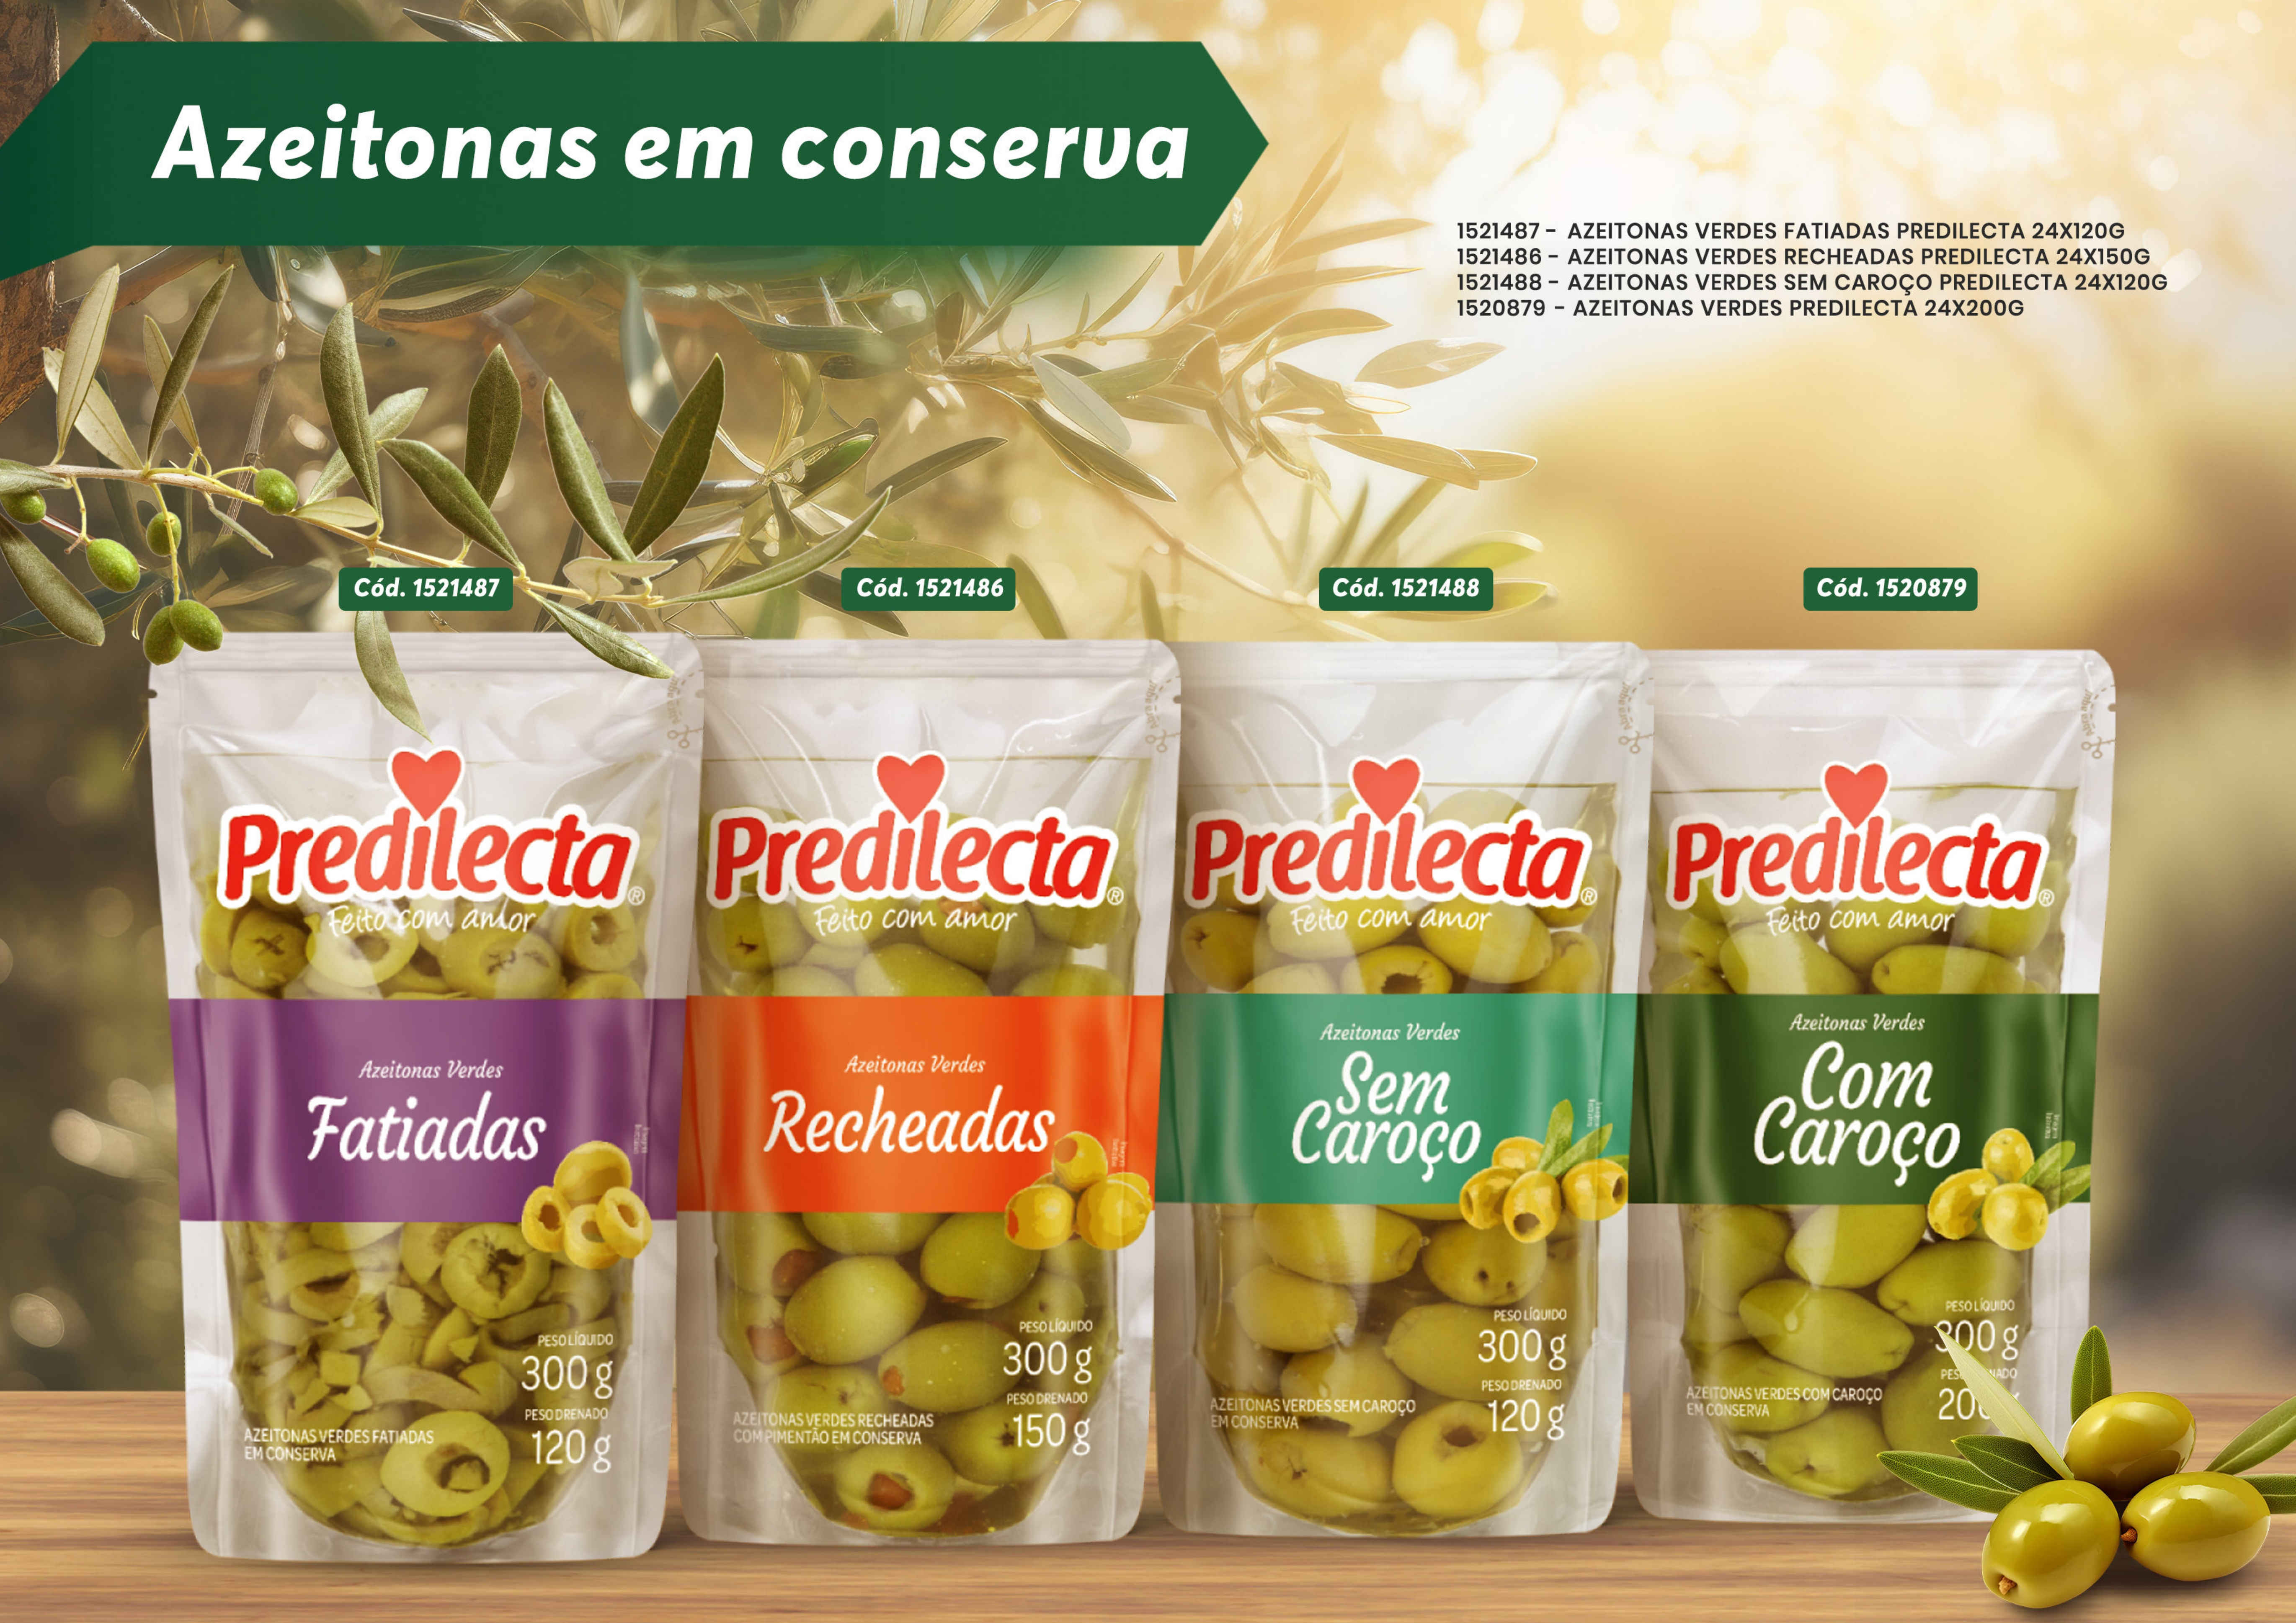 Azeitonas em conserva
1521487 - AZEITONAS VERDES FATIADAS PREDILECTA 24X120G
1521486 - AZEITONAS VERDES RECHEADAS PREDILECTA 24X150G
1521488 - AZEITONAS VERDES SEM CAROÇO PREDILECTA 24X120G
1520879 - AZEITONAS VERDES PREDILECTA 24X200G
Cód. 1521487
Cód. 1521486
Cód. 1521488
Cód. 1520879
Predilecta®
Feito com amor
Azeitonas Verdes
Fatiadas
PESO LÍQUIDO
300 g
PESO DRENADO
120 g
AZEITONAS VERDES FATIADAS
EM CONSERVA
Predilecta®
Feito com amor
Azeitonas Verdes
Recheadas
PESO LÍQUIDO
300 g
PESO DRENADO
150 g
AZEITONAS VERDES RECHEADAS
COM PIMENTÃO EM CONSERVA
Predilecta®
Feito com amor
Azeitonas Verdes
Sem
Caroço
PESO LÍQUIDO
300 g
PESO DRENADO
120 g
AZEITONAS VERDES SEM CAROÇO
EM CONSERVA
Predilecta®
Feito com amor
Azeitonas Verdes
Com
Caroço
PESO LÍQUIDO
300 g
AZEITONAS VERDES COM CAROÇO
EM CONSERVA